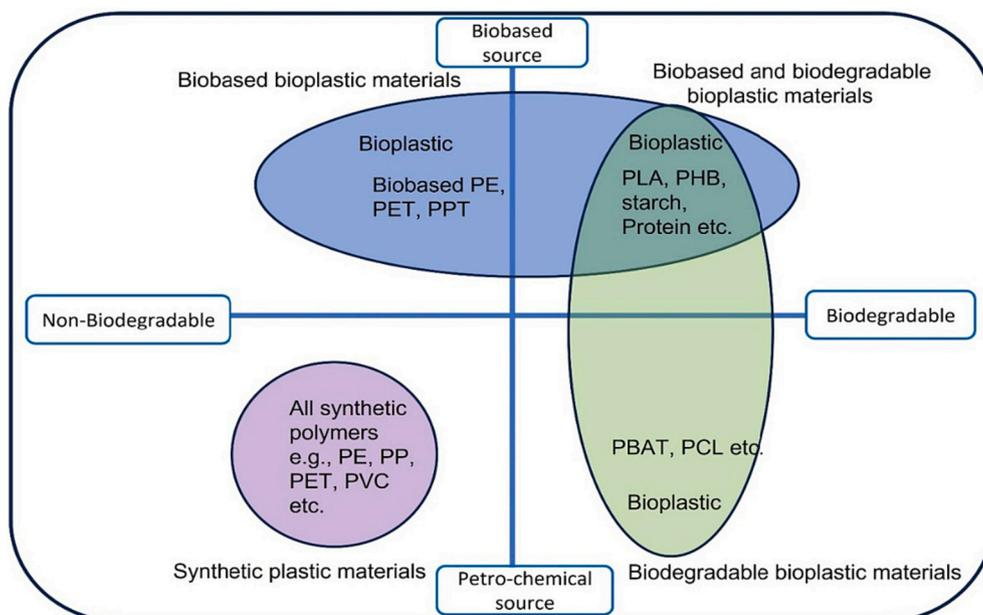 Biobased
source
Biobased bioplastic materials
Biobased and biodegradable
bioplastic materials
Bioplastic
Biobased PE,
PET, PPT
Bioplastic
PLA, PHB,
starch,
Protein etc.
Non-Biodegradable
Biodegradable
All synthetic
polymers
e.g., PE, PP,
PET, PVC
etc.
PBAT, PCL etc.
Bioplastic
Synthetic plastic materials
Petro-chemical
source
Biodegradable bioplastic materials